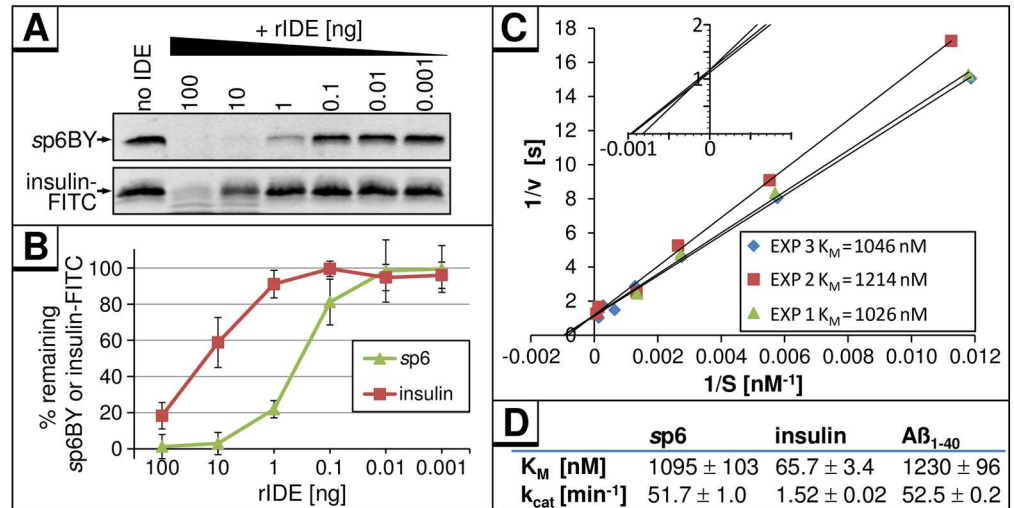 A
+ rIDE [ng]
no IDE
100
10
1
0.1
0.01
0.001
sp6BY
insulin-
FITC
B
% remaining
sp6BY or insulin-FITC
100
80
60
40
20
0
sp6
insulin
100 10 1 0.1 0.01 0.001
rIDE [ng]
C
1/v [s]
18
16
14
12
10
8
6
4
2
0
2
1
-0.001 0
EXP 3 KM = 1046 nM
EXP 2 KM = 1214 nM
EXP 1 KM = 1026 nM
-0.002 0 0.002 0.004 0.006 0.008 0.010 0.012
1/S [nM-1]
D
sp6 insulin Aß1-40
KM [nM] 1095 ± 103 65.7 ± 3.4 1230 ± 96
kcat [min-1] 51.7 ± 1.0 1.52 ± 0.02 52.5 ± 0.2